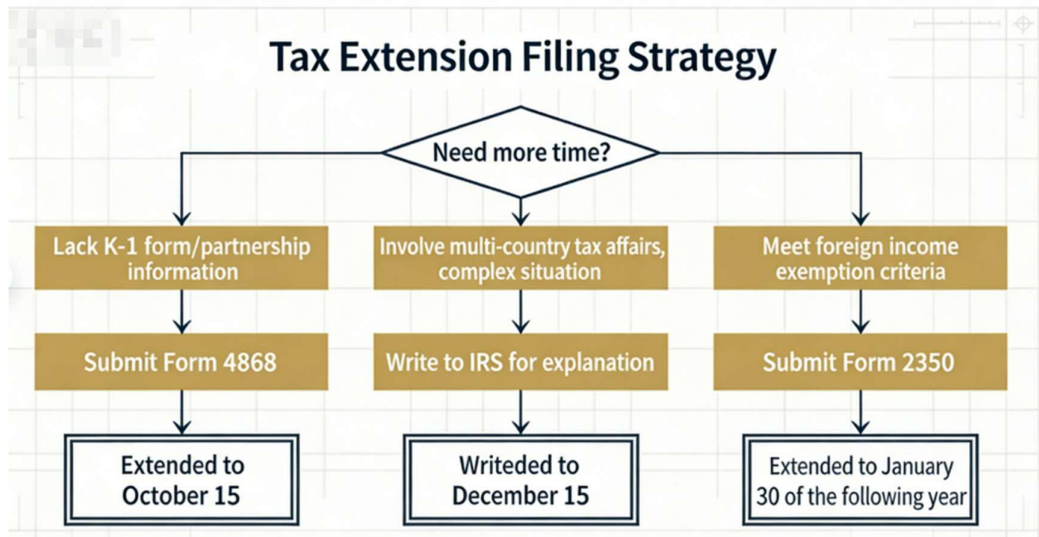 Tax Extension Filing Strategy
Need more time?
Lack K-1 form/partnership
information
Involve multi-country tax affairs,
complex situation
Meet foreign income
exemption criteria
Submit Form 4868
Write to IRS for explanation
Submit Form 2350
Extended to
October 15
Writeded to
December 15
Extended to January
30 of the following year